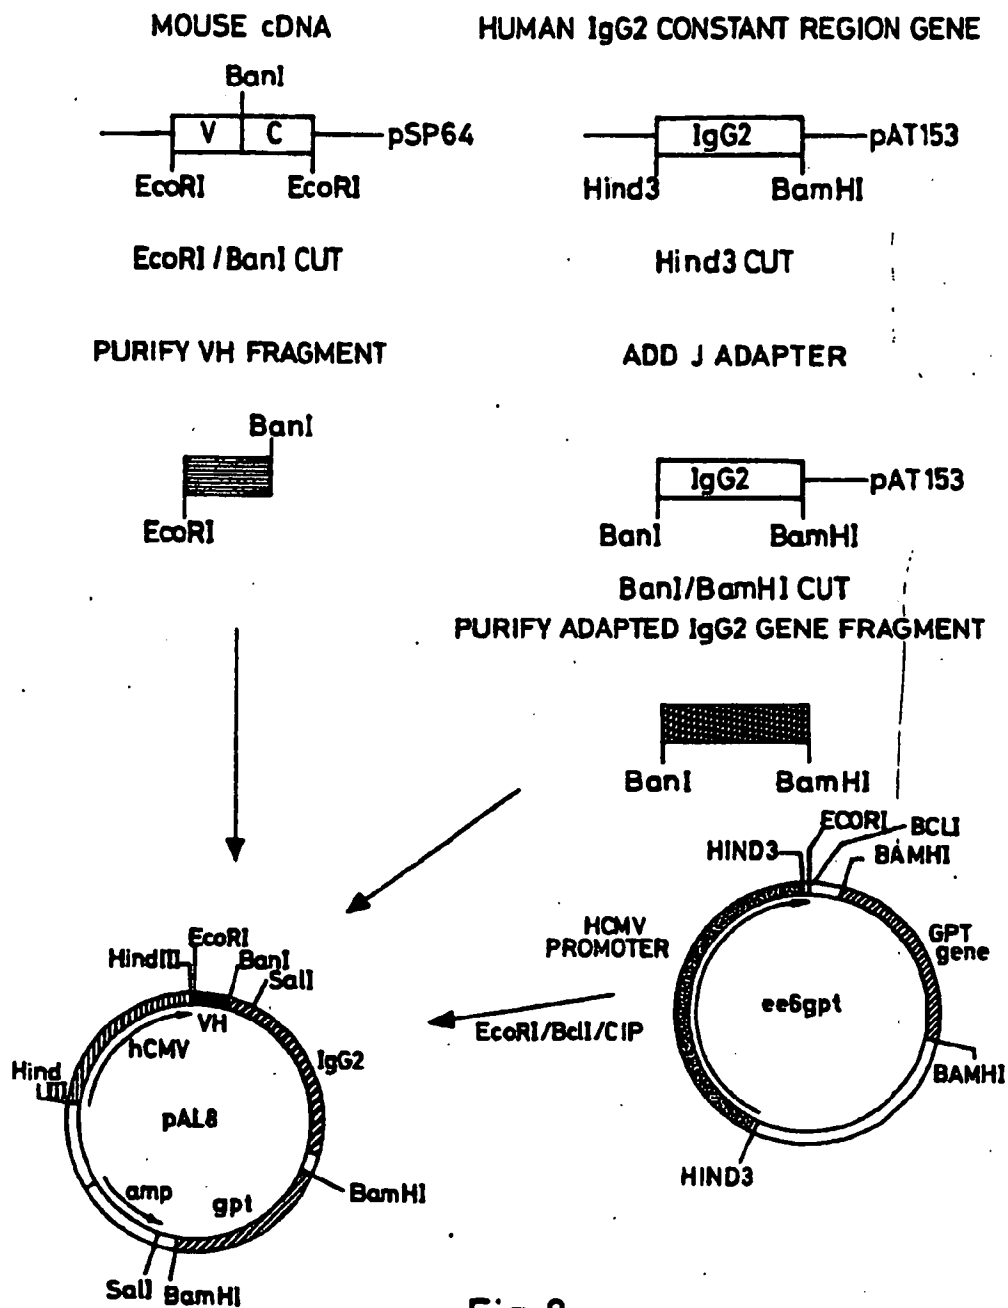 MOUSE cDNA
HUMAN IgG2 CONSTANT REGION GENE
BanI
V
C
pSP64
EcoRI
EcoRI
IgG2
pAT153
Hind3
BamHI
EcoRI/BanI CUT
Hind3 CUT
PURIFY VH FRAGMENT
ADD J ADAPTER
BanI
EcoRI
IgG2
pAT153
BanI
BamHI
BanI/BamHI CUT
PURIFY ADAPTED IgG2 GENE FRAGMENT
BanI
BamHI
ECORI
BCLI
HIND3
BAMHI
HCMV
PROMOTER
GPT
gene
ee6gpt
BAMHI
HIND3
EcoRI/BclI/CIP
EcoRI
HindIII
BanI
SalI
VH
hCMV
IgG2
Hind
III
pAL8
amp
gpt
BamHI
SalI
BamHI